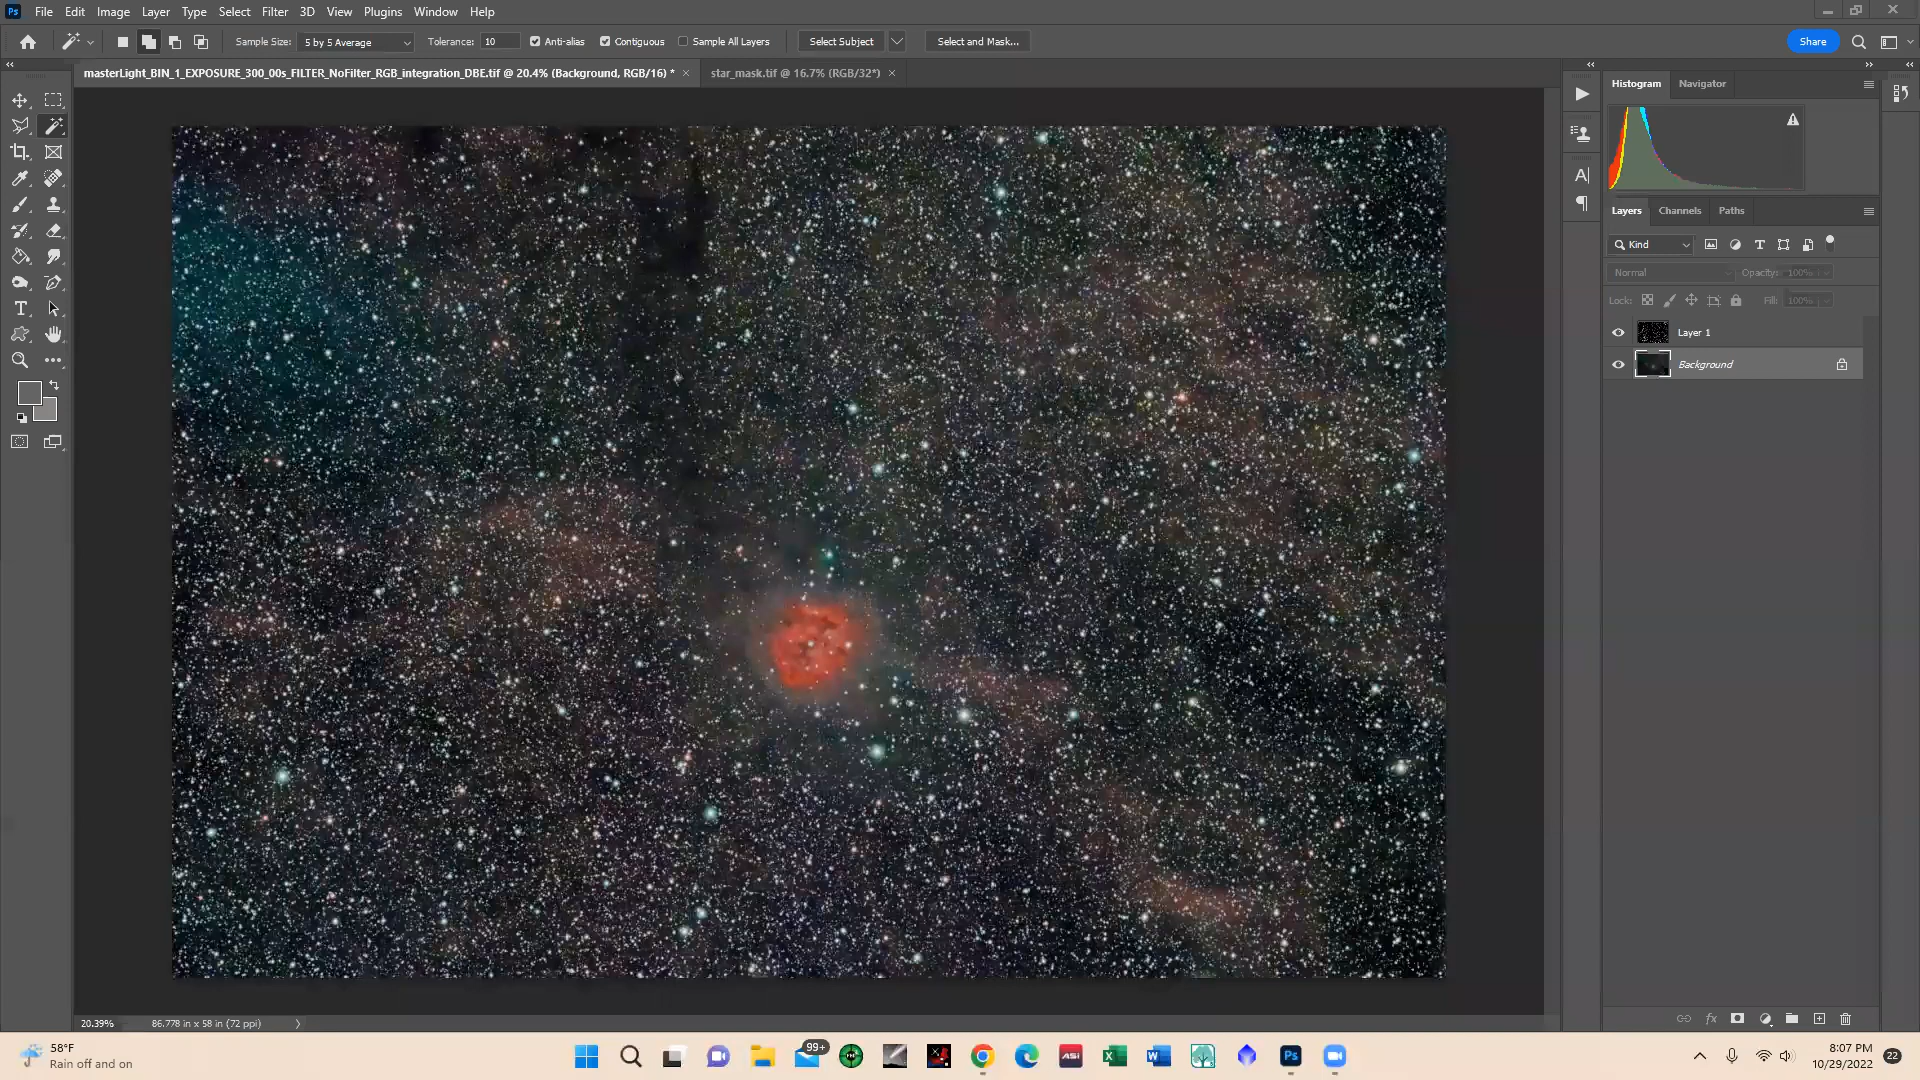 Ps File Edit Image Layer Type Select Filter 3D View Plugins Window Help
Sample Size: 5 by 5 Average Tolerance: 10 Anti-alias Contiguous Sample All Layers Select Subject Select and Mask... Share
masterLight_BIN_1_EXPOSURE_300_00s_FILTER_NoFilter_RGB_integration_DBE.tif @ 20.4% (Background, RGB/16) * × star_mask.tif @ 16.7% (RGB/32*) ×
Histogram Navigator
Layers Channels Paths
Kind
Normal Opacity: 100%
Lock: Fill: 100%
Layer 1
Background
20.39% 86.778 in x 58 in (72 ppi)
58°F
Rain off and on
99+
ASI
Ps
8:07 PM
10/29/2022
22